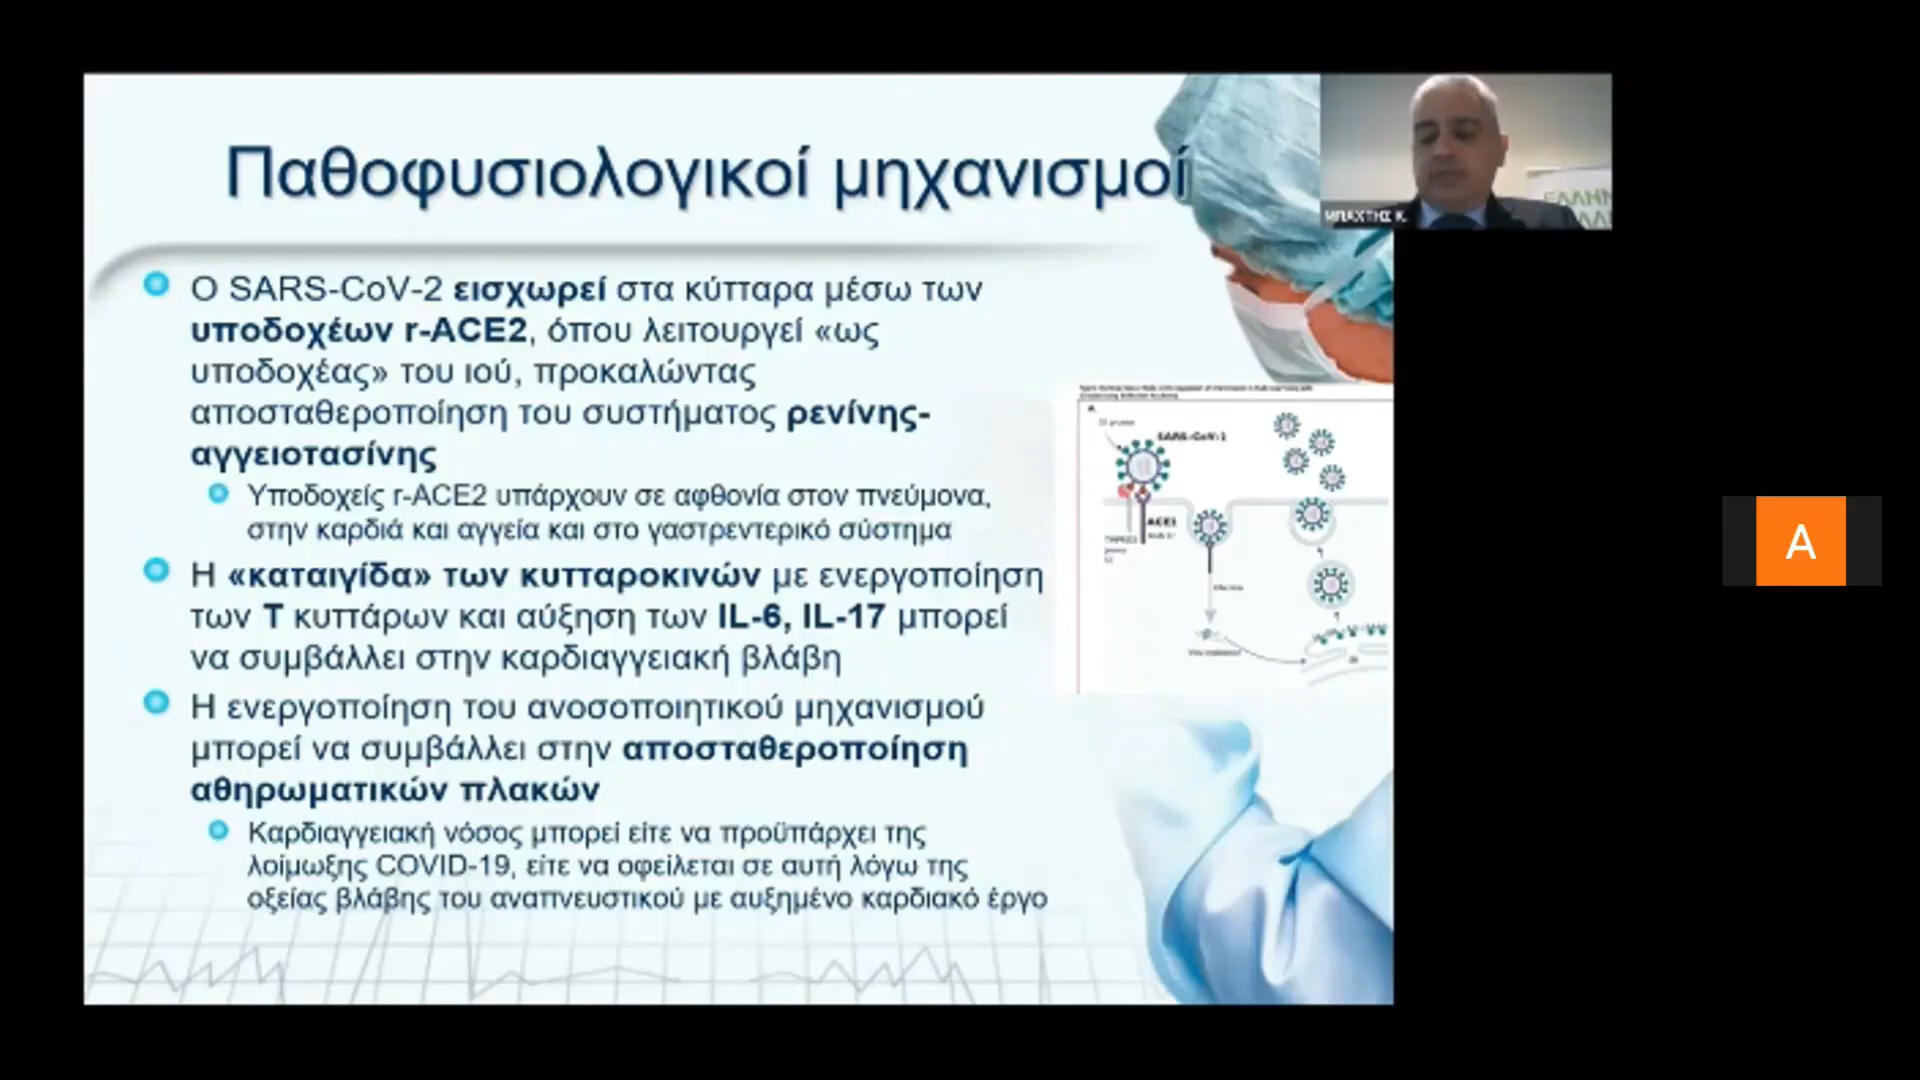 Παθοφυσιολογικοί μηχανισμοί
ΜΠΑΧΤΗΣ Κ.
ΕΛΛΗΝ
Ο SARS-CoV-2 εισχωρεί στα κύτταρα μέσω των
υποδοχέων r-ACE2, όπου λειτουργεί «ως
υποδοχέας» του ιού, προκαλώντας
αποσταθεροποίηση του συστήματος ρενίνης-
αγγειοτασίνης
Υποδοχείς r-ACE2 υπάρχουν σε αφθονία στον πνεύμονα,
στην καρδιά και αγγεία και στο γαστρεντερικό σύστημα
Η «καταιγίδα» των κυτταροκινών με ενεργοποίηση
των Τ κυττάρων και αύξηση των IL-6, IL-17 μπορεί
να συμβάλλει στην καρδιαγγειακή βλάβη
Η ενεργοποίηση του ανοσοποιητικού μηχανισμού
μπορεί να συμβάλλει στην αποσταθεροποίηση
αθηρωματικών πλακών
Καρδιαγγειακή νόσος μπορεί είτε να προϋπάρχει της
λοίμωξης COVID-19, είτε να οφείλεται σε αυτή λόγω της
οξείας βλάβης του αναπνευστικού με αυξημένο καρδιακό έργο
A